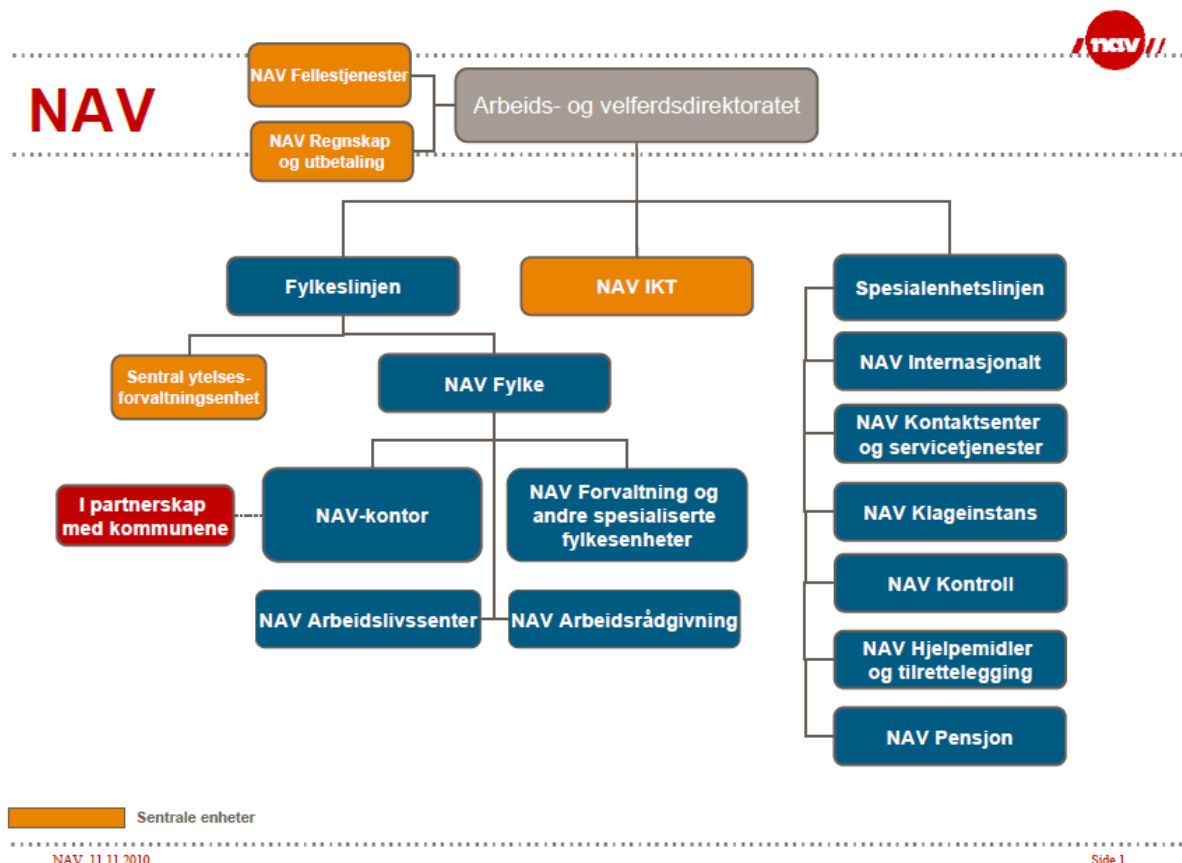 nav
NAV
NAV Fellestjenester
NAV Regnskap
og utbetaling
Arbeids- og velferdsdirektoratet
Fylkeslinjen
NAV IKT
Spesialenhetslinjen
Sentral ytelses-
forvaltningsenhet
NAV Fylke
NAV Internasjonalt
NAV Kontaktsenter
og servicetjenester
I partnerskap
med kommunene
NAV-kontor
NAV Forvaltning og
andre spesialiserte
fylkesenheter
NAV Klageinstans
NAV Kontroll
NAV Arbeidslivssenter
NAV Arbeidsrådgivning
NAV Hjelpemidler
og tilrettelegging
NAV Pensjon
Sentrale enheter
NAV, 11.11.2010
Side 1